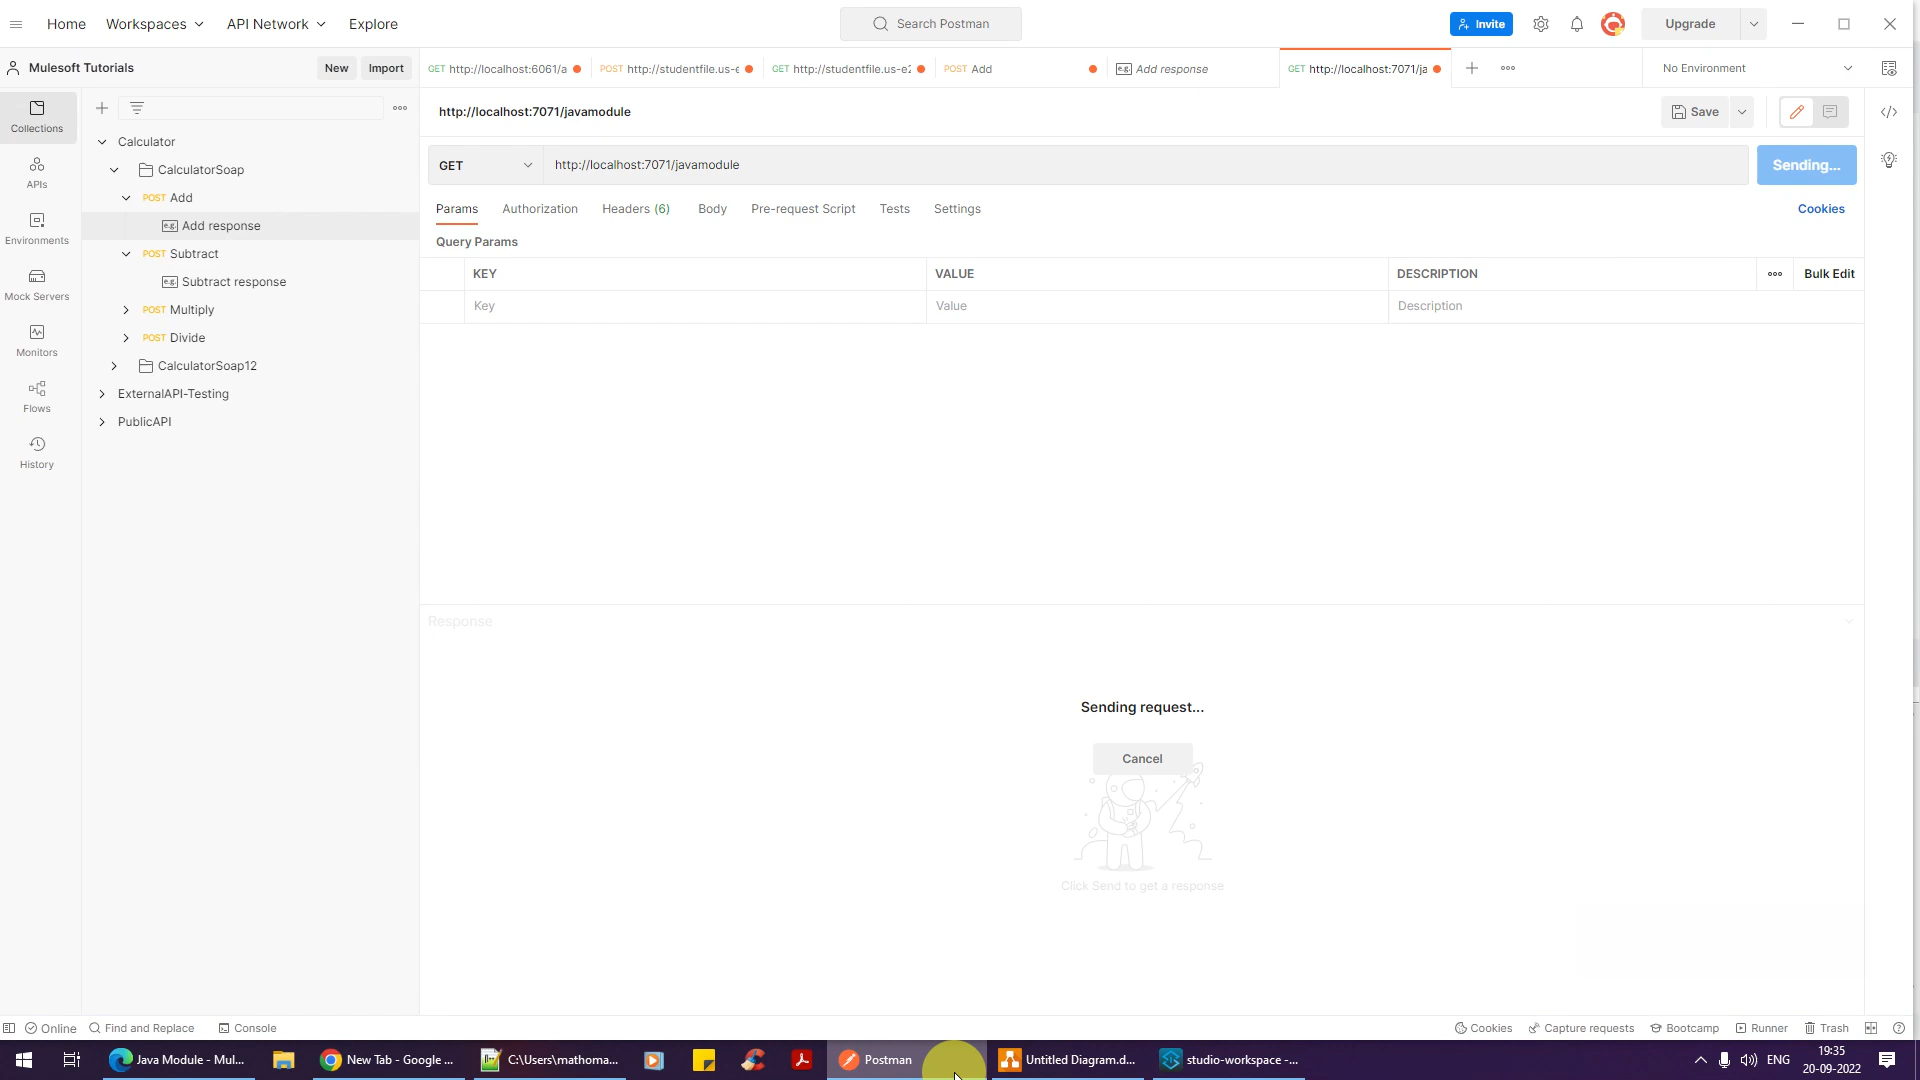 Home
Workspaces
API Network
Explore
Search Postman
Invite
Upgrade
Mulesoft Tutorials
New
Import
GET http://localhost:6061/a
POST http://studentfile.us-e
GET http://studentfile.us-e2
POST Add
e.g. Add response
GET http://localhost:7071/ja
No Environment
Collections
APIs
Environments
Mock Servers
Monitors
Flows
History
Calculator
CalculatorSoap
POST Add
e.g. Add response
POST Subtract
e.g. Subtract response
POST Multiply
POST Divide
CalculatorSoap12
ExternalAPI-Testing
PublicAPI
http://localhost:7071/javamodule
Save
GET
http://localhost:7071/javamodule
Sending...
Params
Authorization
Headers (6)
Body
Pre-request Script
Tests
Settings
Cookies
Query Params
KEY
VALUE
DESCRIPTION
Bulk Edit
Key
Value
Description
Response
Sending request...
Cancel
Click Send to get a response
Online
Find and Replace
Console
Cookies
Capture requests
Bootcamp
Runner
Trash
Java Module - Mul...
New Tab - Google ...
C:\Users\mathoma...
Postman
Untitled Diagram.d...
studio-workspace -...
ENG
19:35
20-09-2022